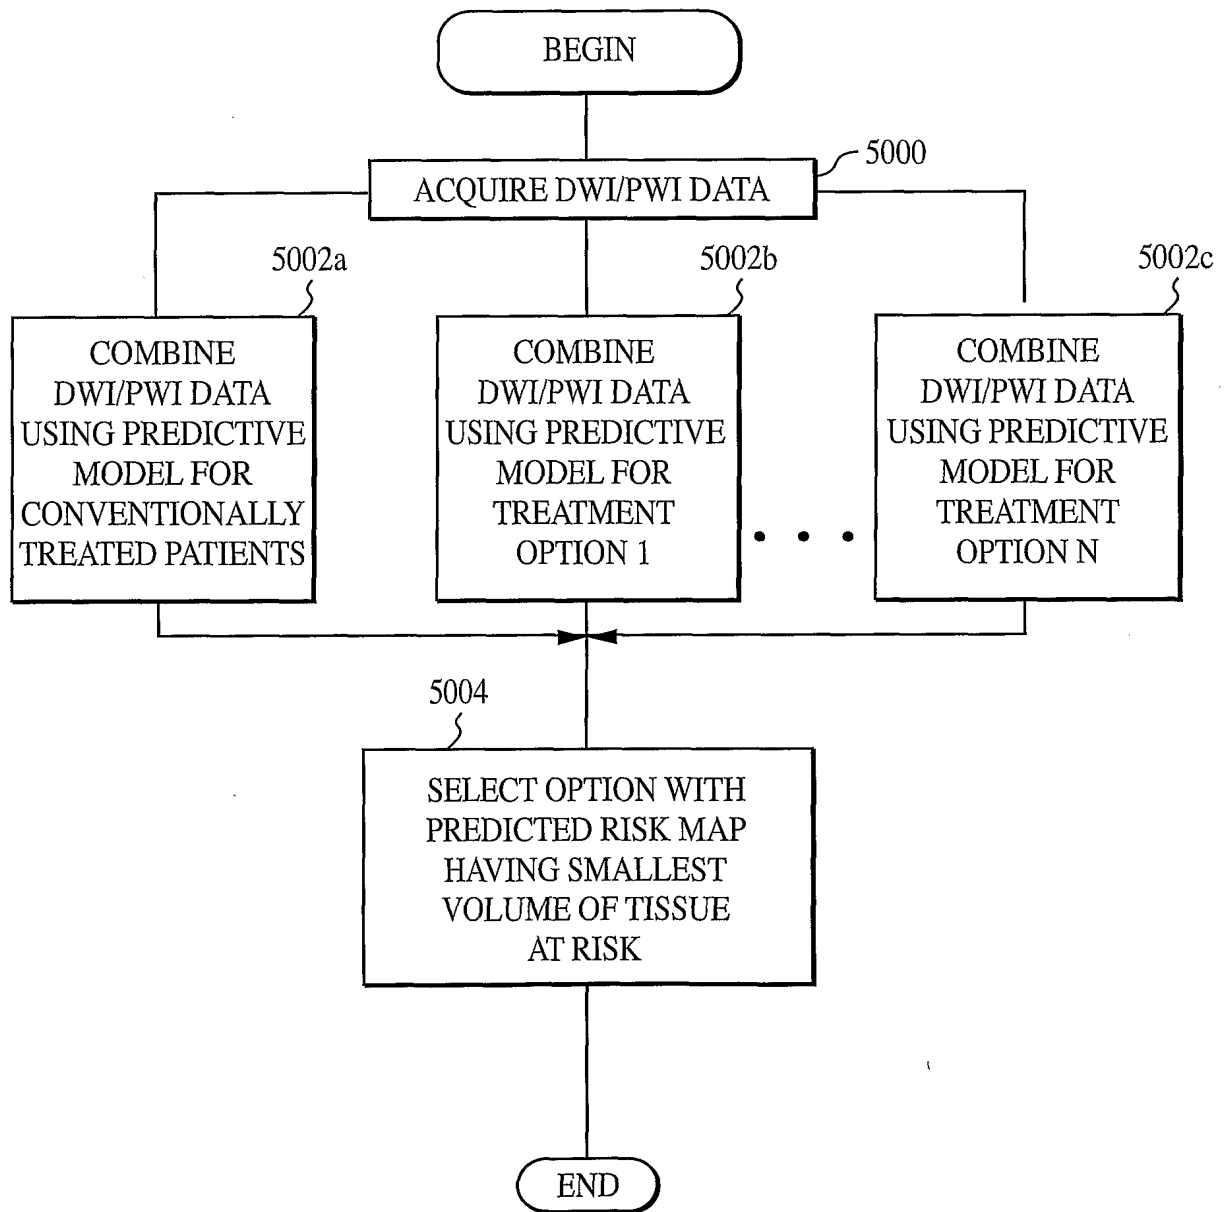 BEGIN
5000
ACQUIRE DWI/PWI DATA
5002a
COMBINE
DWI/PWI DATA
USING PREDICTIVE
MODEL FOR
CONVENTIONALLY
TREATED PATIENTS
5002b
COMBINE
DWI/PWI DATA
USING PREDICTIVE
MODEL FOR
TREATMENT
OPTION 1
• • •
5002c
COMBINE
DWI/PWI DATA
USING PREDICTIVE
MODEL FOR
TREATMENT
OPTION N
5004
SELECT OPTION WITH
PREDICTED RISK MAP
HAVING SMALLEST
VOLUME OF TISSUE
AT RISK
END